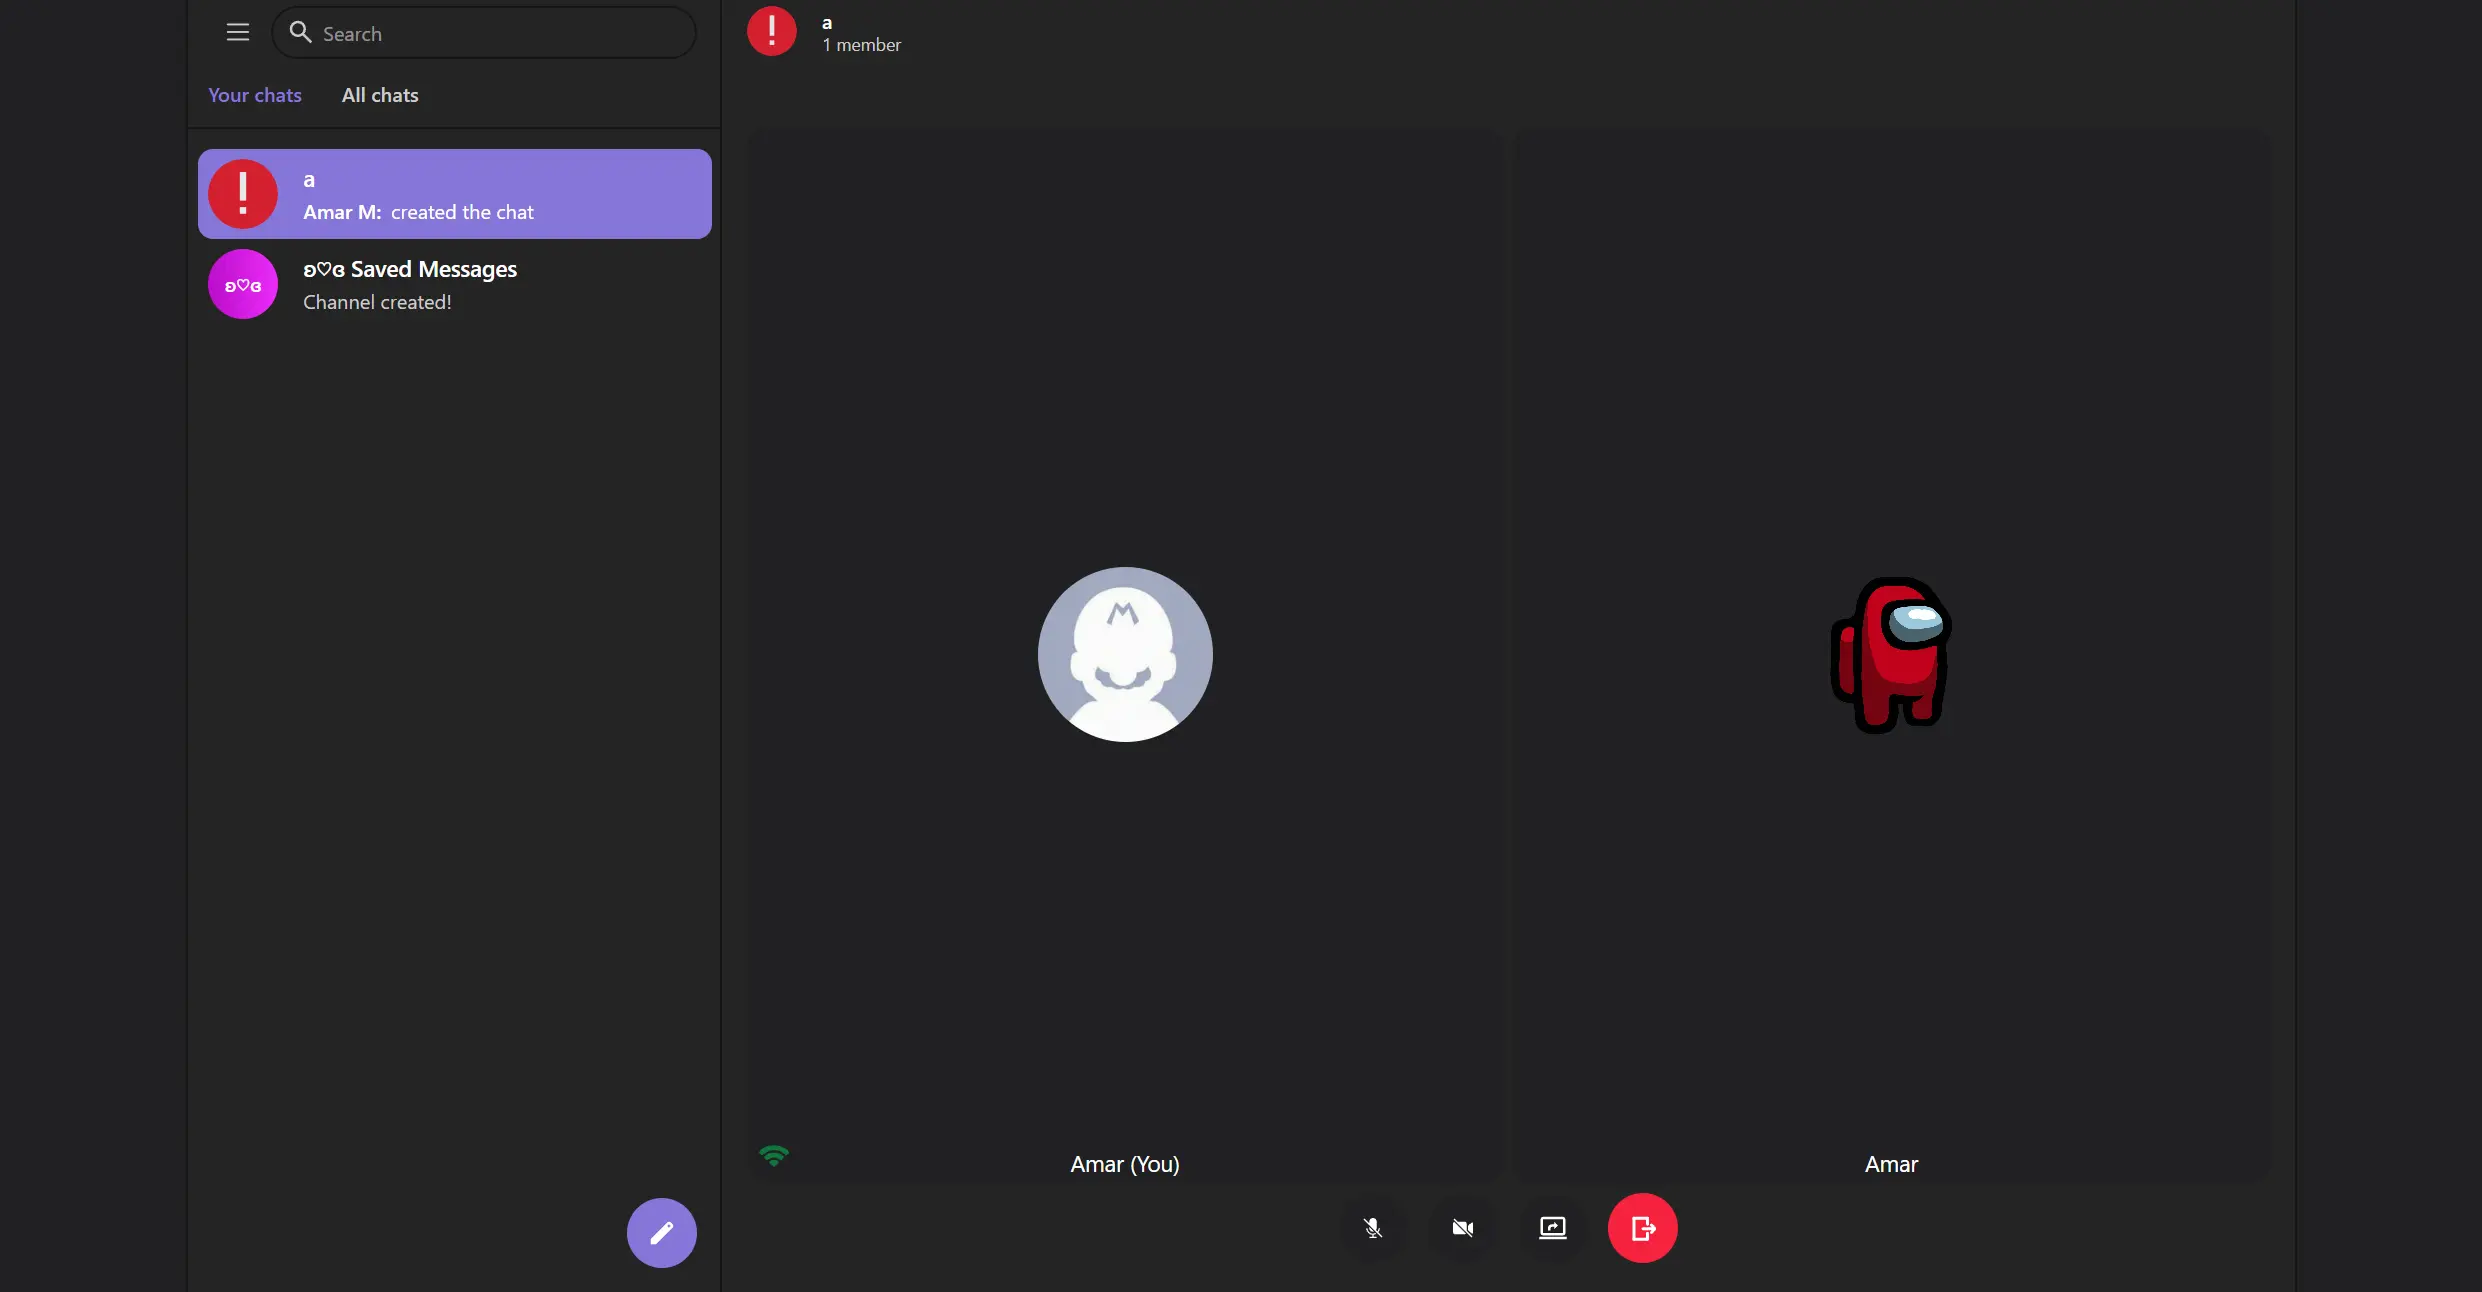 Search
Your chats
All chats
a
Amar M: created the chat
ʚ♡ɞ
ʚ♡ɞ Saved Messages
Channel created!
a
1 member
Amar (You)
Amar